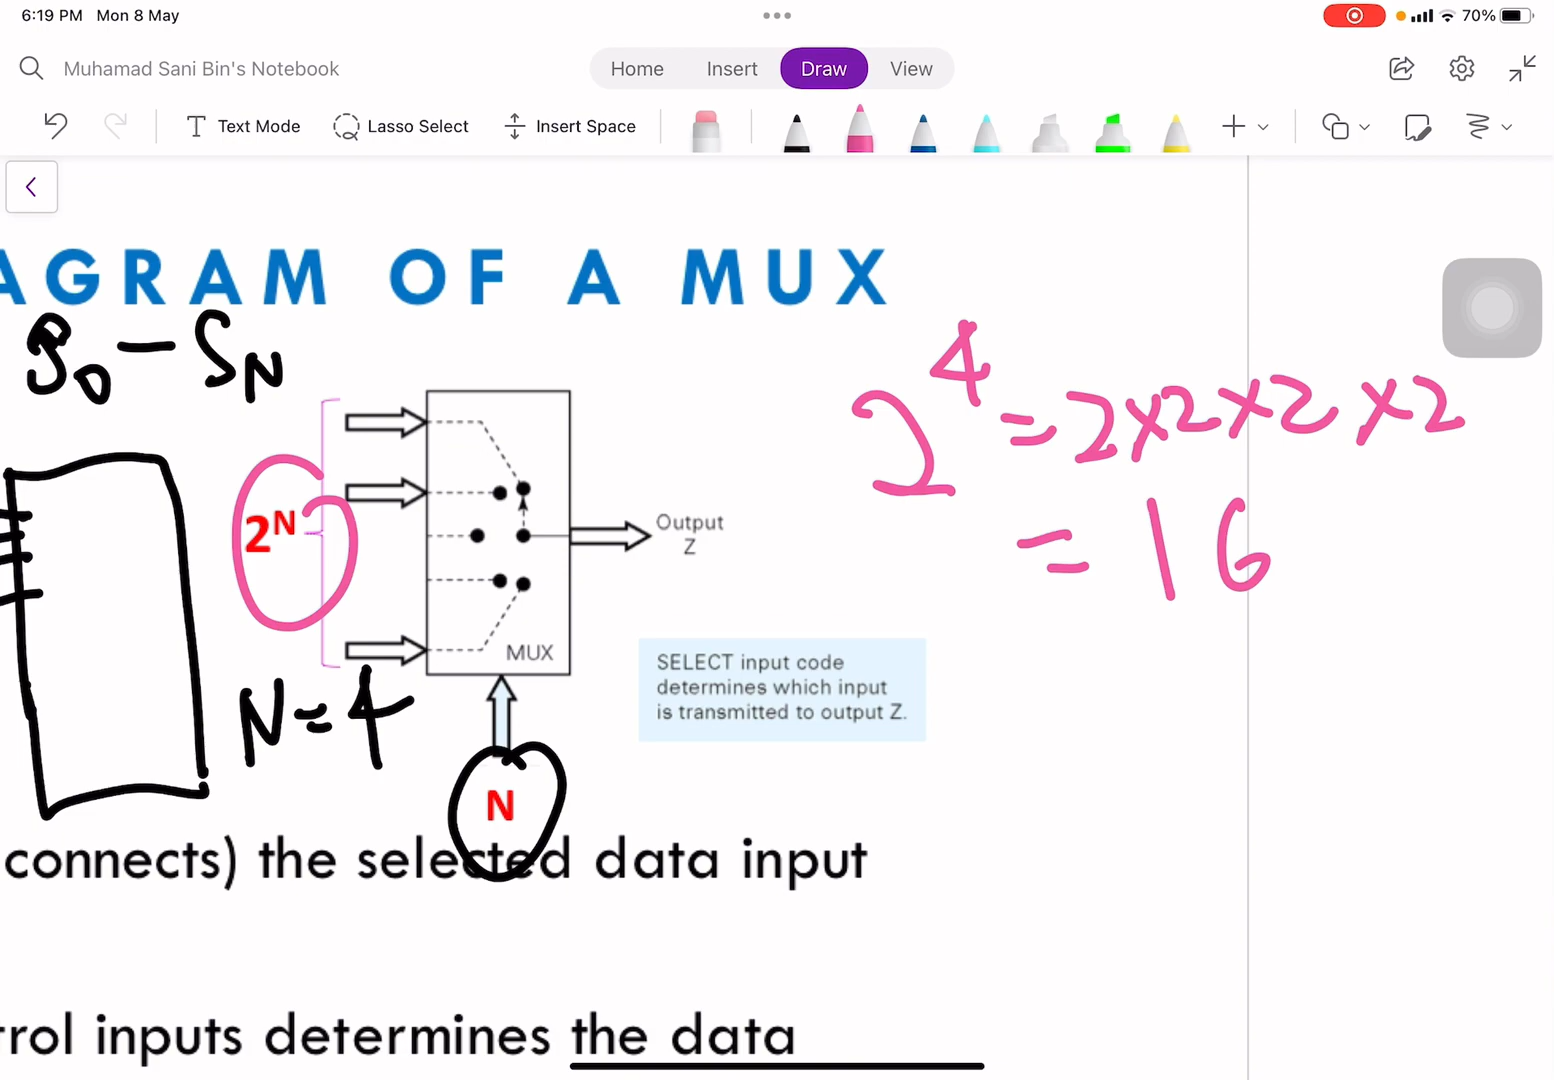 6:19 PM Mon 8 May
70%
Muhamad Sani Bin's Notebook
Home Insert Draw View
Text Mode Lasso Select Insert Space
AGRAM OF A MUX
S0 - SN
2^4 = 2x2x2x2
= 16
2^N
Output
Z
MUX
SELECT input code
determines which input
is transmitted to output Z.
N=4
N
connects) the selected data input
trol inputs determines the data